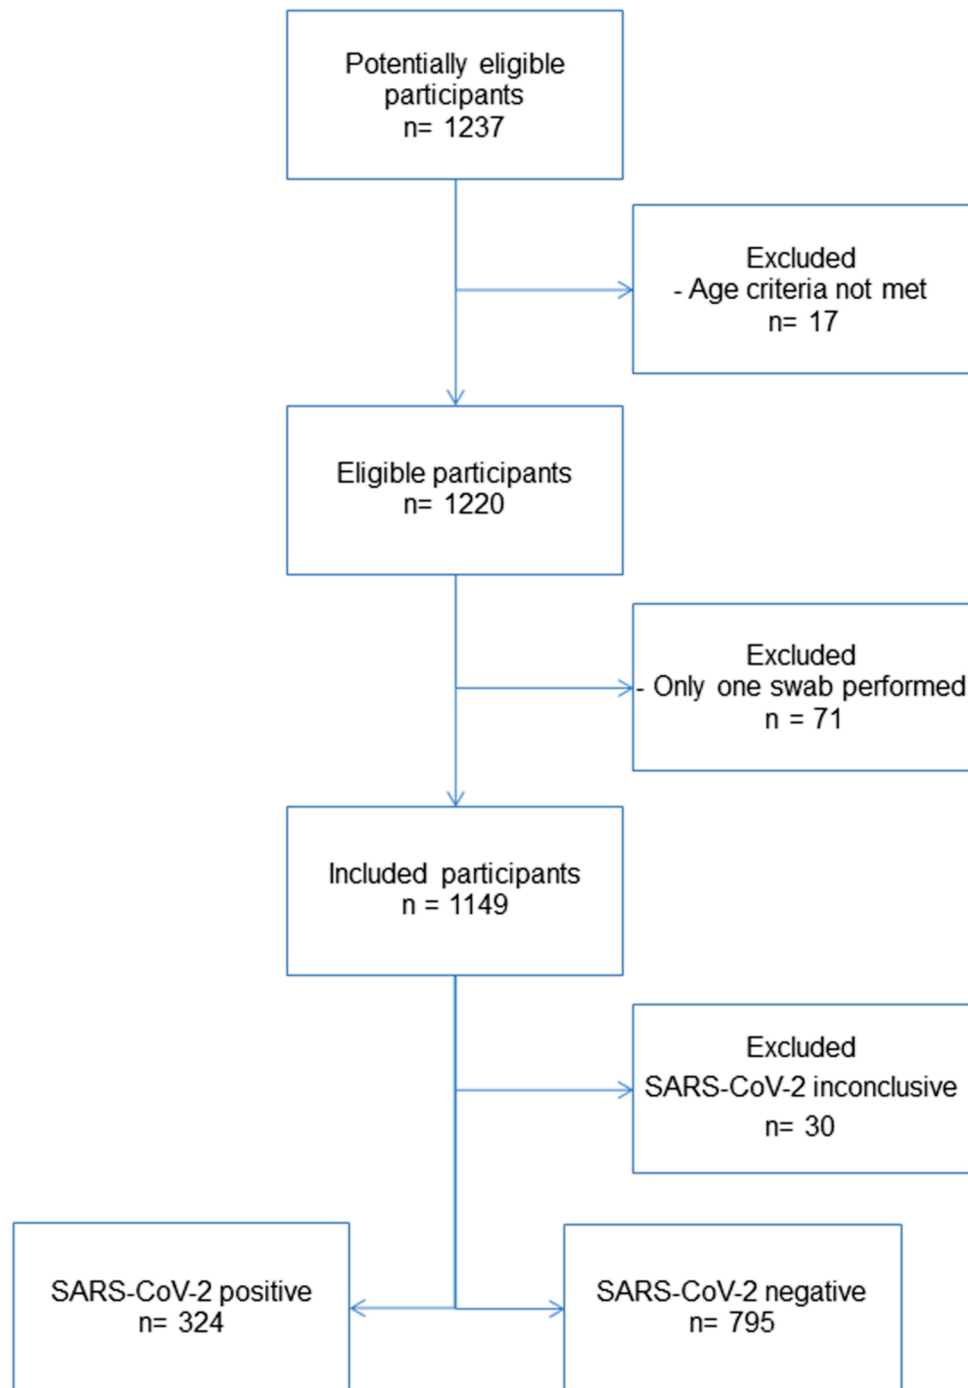 Potentially eligible
participants
n= 1237
Excluded
- Age criteria not met
n= 17
Eligible participants
n= 1220
Excluded
- Only one swab performed
n = 71
Included participants
n = 1149
Excluded
SARS-CoV-2 inconclusive
n= 30
SARS-CoV-2 positive
n= 324
SARS-CoV-2 negative
n= 795